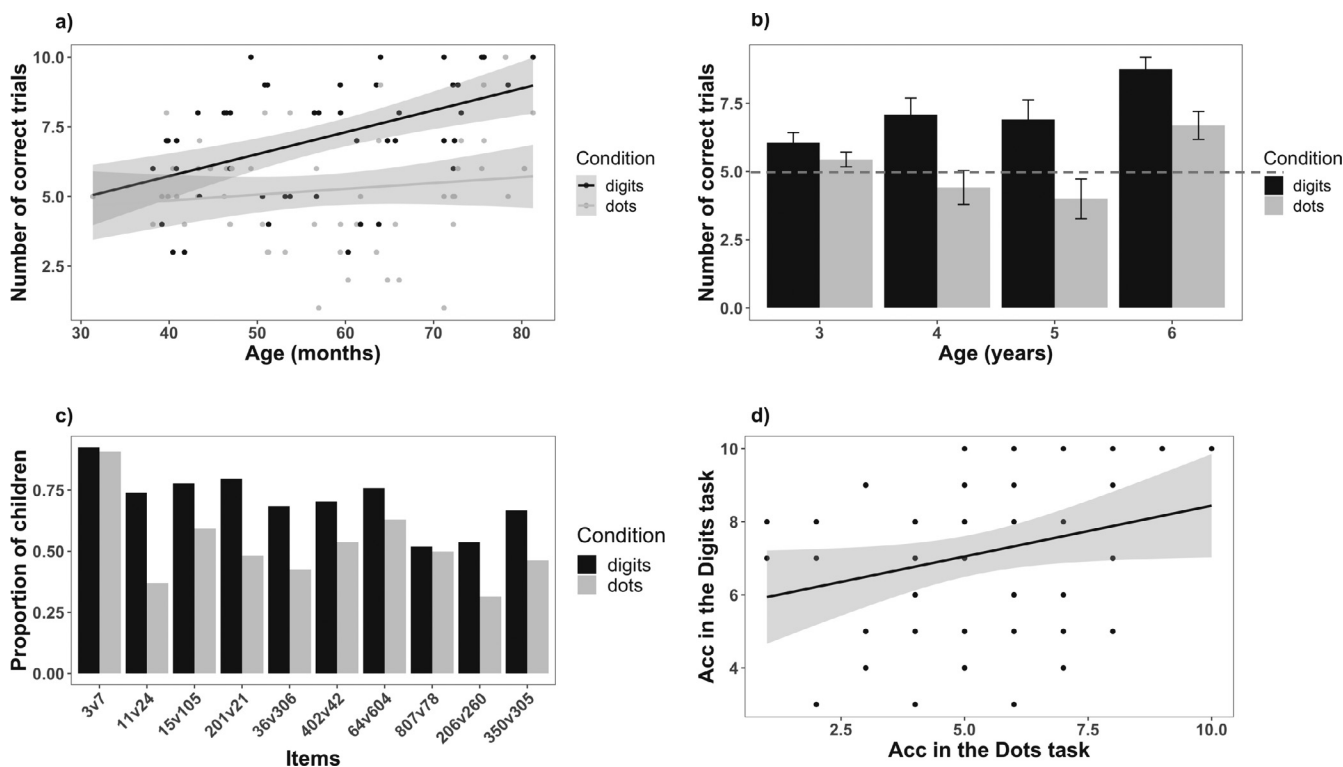 a)
Number of correct trials
10.0
7.5
5.0
2.5
30
40
50
60
70
80
Age (months)
Condition
digits
dots
b)
Number of correct trials
7.5
5.0
2.5
0.0
3
4
5
6
Age (years)
Condition
digits
dots
c)
Proportion of children
0.75
0.50
0.25
0.00
3v7
11v24
15v105
201v21
36v306
402v42
64v604
807v78
206v260
350v305
Items
Condition
digits
dots
d)
Acc in the Digits task
10
8
6
4
2.5
5.0
7.5
10.0
Acc in the Dots task